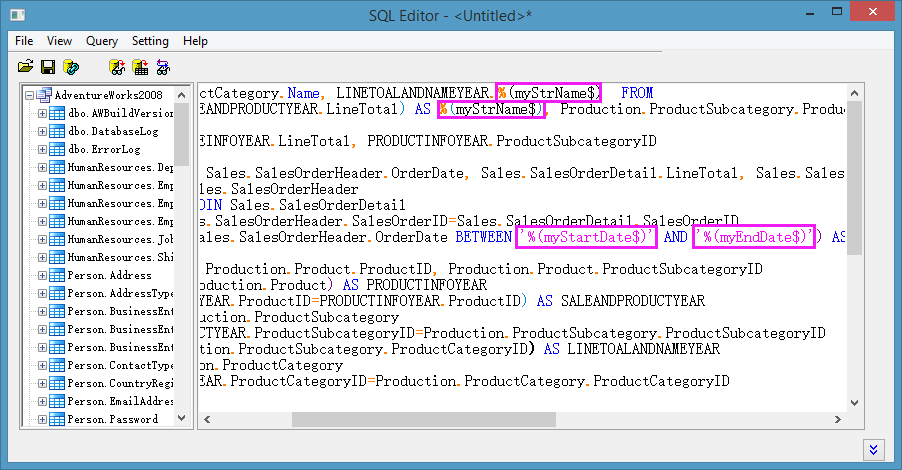 SQL Editor - <Untitled>*
File View Query Setting Help
AdventureWorks2008
dbo.AWBuildVersion
dbo.DatabaseLog
dbo.ErrorLog
HumanResources.Dep
HumanResources.Emp
HumanResources.Emp
HumanResources.Emp
HumanResources.Job
HumanResources.Shi
Person.Address
Person.AddressType
Person.BusinessEnt
Person.BusinessEnt
Person.BusinessEnt
Person.ContactType
Person.CountryRegi
Person.EmailAddres
Person.Password
ctCategory.Name, LINETOALANDNAMEYEAR.%(myStrName$) FROM
EANDPRODUCTYEAR.LineTotal) AS %(myStrName$), Production.ProductSubcategory.Produc
EINFOYEAR.LineTotal, PRODUCTINFOYEAR.ProductSubcategoryID
Sales.SalesOrderHeader.OrderDate, Sales.SalesOrderDetail.LineTotal, Sales.Sales
les.SalesOrderHeader
OIN Sales.SalesOrderDetail
s.SalesOrderHeader.SalesOrderID=Sales.SalesOrderDetail.SalesOrderID
ales.SalesOrderHeader.OrderDate BETWEEN '%(myStartDate$)' AND '%(myEndDate$)') AS
Production.Product.ProductID, Production.Product.ProductSubcategoryID
oduction.Product) AS PRODUCTINFOYEAR
YEAR.ProductID=PRODUCTINFOYEAR.ProductID) AS SALEANDPRODUCTYEAR
uction.ProductSubcategory
CTYEAR.ProductSubcategoryID=Production.ProductSubcategory.ProductSubcategoryID
tion.ProductSubcategory.ProductCategoryID) AS LINETOALANDNAMEYEAR
on.ProductCategory
EAR.ProductCategoryID=Production.ProductCategory.ProductCategoryID